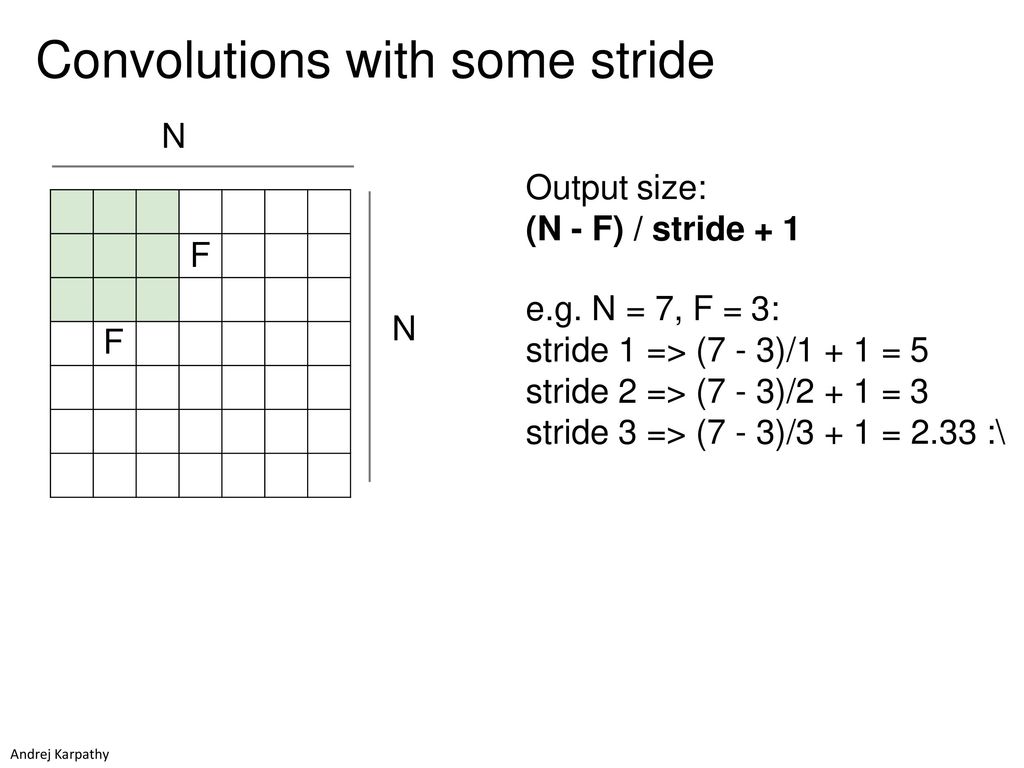 Convolutions with some stride
N
F
F
N
Output size:
(N - F) / stride + 1
e.g. N = 7, F = 3:
stride 1 => (7 - 3)/1 + 1 = 5
stride 2 => (7 - 3)/2 + 1 = 3
stride 3 => (7 - 3)/3 + 1 = 2.33 :\
Andrej Karpathy